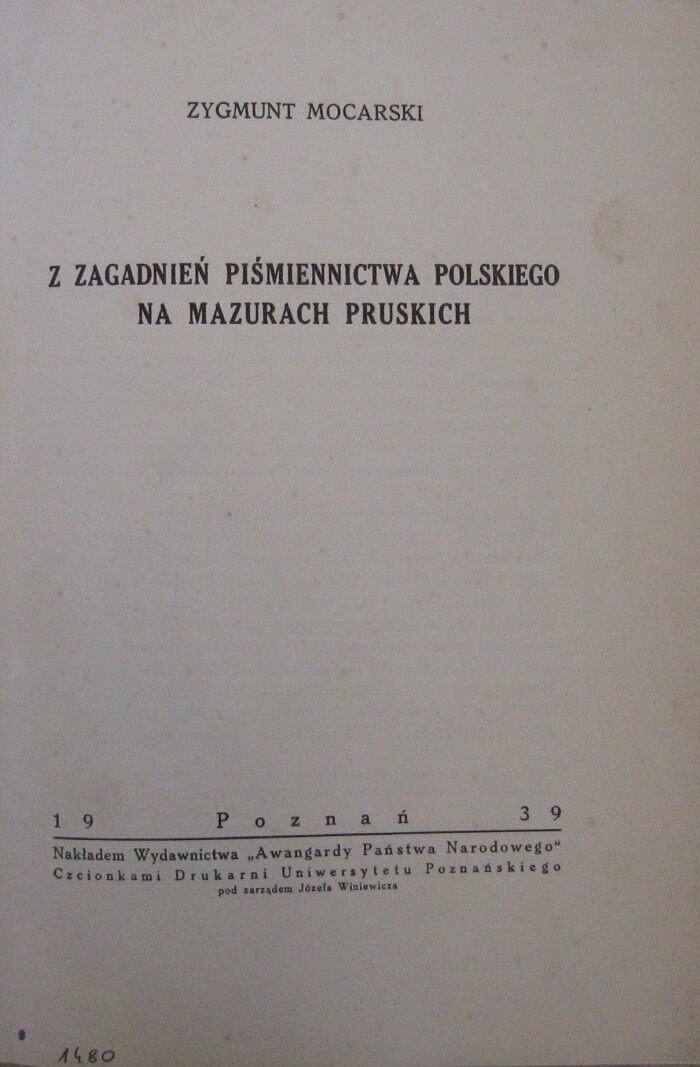 ZYGMUNT MOCARSKI
Z ZAGADNIEŃ PIŚMIENNICTWA POLSKIEGO
NA MAZURACH PRUSKICH
19 Poznań 39
Nakładem Wydawnictwa „Awangardy Państwa Narodowego“
Czcionkami Drukarni Uniwersytetu Poznańskiego
pod zarządem Józefa Winiewicza
1480